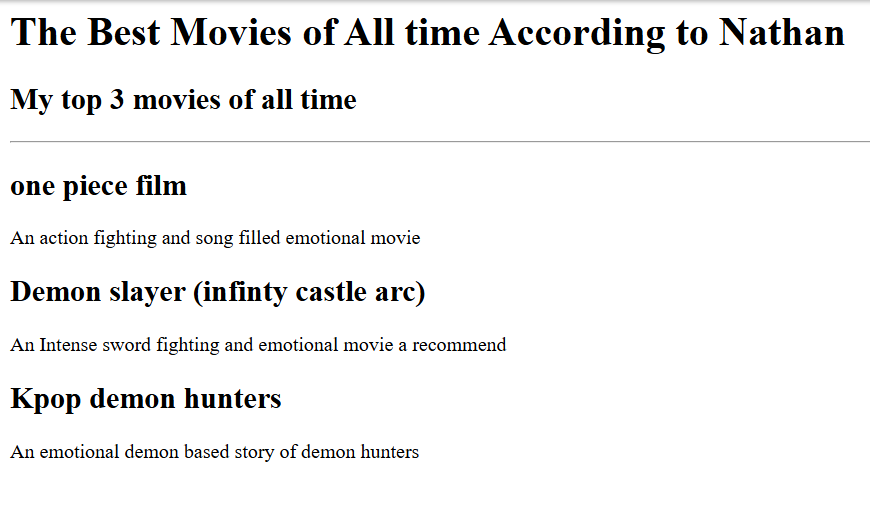 The Best Movies of All time According to Nathan
My top 3 movies of all time
one piece film
An action fighting and song filled emotional movie
Demon slayer (infinty castle arc)
An Intense sword fighting and emotional movie a recommend
Kpop demon hunters
An emotional demon based story of demon hunters